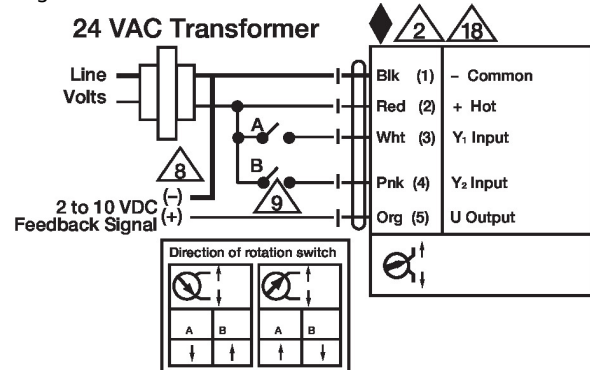 24 VAC Transformer
2
18
Line
Volts
Blk (1) – Common
Red (2) + Hot
A
Wht (3) Y₁ Input
8
B
Pnk (4) Y₂ Input
9
2 to 10 VDC (–)
Feedback Signal (+)
Org (5) U Output
Direction of rotation switch
A B A B